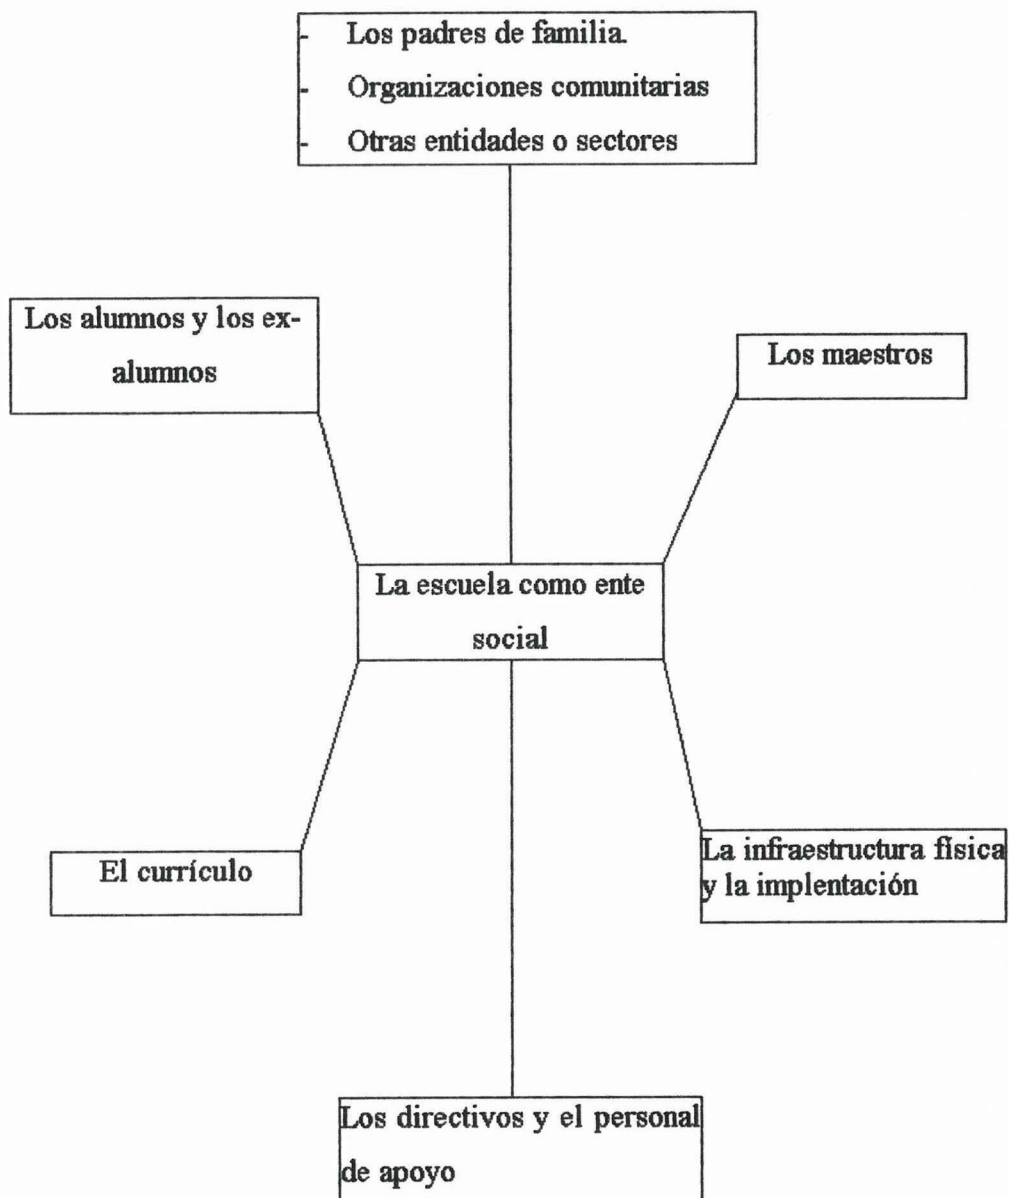 - Los padres de familia.
- Organizaciones comunitarias
- Otras entidades o sectores
Los alumnos y los ex-
alumnos
Los maestros
La escuela como ente
social
El currículo
La infraestructura física
y la implentación
Los directivos y el personal
de apoyo